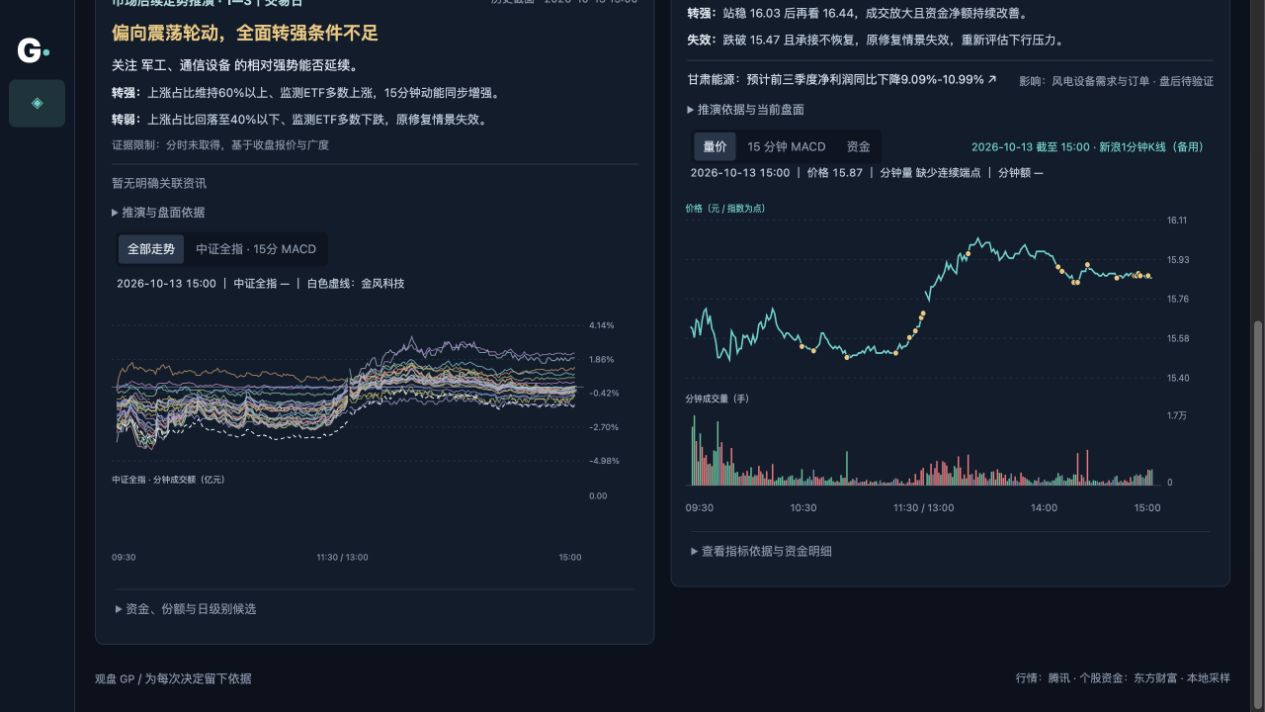 G.
市场后续走势推演 · 1—3 个交易日
偏向震荡轮动，全面转强条件不足
关注 军工、通信设备 的相对强势能否延续。
转强：上涨占比维持60%以上、监测ETF多数上涨，15分钟动能同步增强。
转弱：上涨占比回落至40%以下、监测ETF多数下跌，原修复情景失效。
证据限制：分时未取得，基于收盘报价与广度
暂无明确关联资讯
▸ 推演与盘面依据
全部走势 中证全指 · 15分 MACD
2026-10-13 15:00 | 中证全指 — | 白色虚线：金风科技
4.14%
1.86%
-0.42%
-2.70%
-4.98%
中证全指 · 分钟成交额（亿元）
0.00
09:30 11:30 / 13:00 15:00
▸ 资金、份额与日级别候选
转强：站稳 16.03 后再看 16.44，成交放大且资金净额持续改善。
失效：跌破 15.47 且承接不恢复，原修复情景失效，重新评估下行压力。
甘肃能源：预计前三季度净利润同比下降9.09%-10.99% ↗ 影响：风电设备需求与订单 · 盘后待验证
▸ 推演依据与当前盘面
量价 15 分钟 MACD 资金 2026-10-13 截至 15:00 · 新浪1分钟K线（备用）
2026-10-13 15:00 | 价格 15.87 | 分钟量 缺少连续端点 | 分钟额 —
价格（元 / 指数为点）
16.11
15.93
15.76
15.58
15.40
分钟成交量（手）
1.7万
0
09:30 10:30 11:30 / 13:00 14:00 15:00
▸ 查看指标依据与资金明细
观盘 GP / 为每次决定留下依据
行情：腾讯 · 个股资金：东方财富 · 本地采样